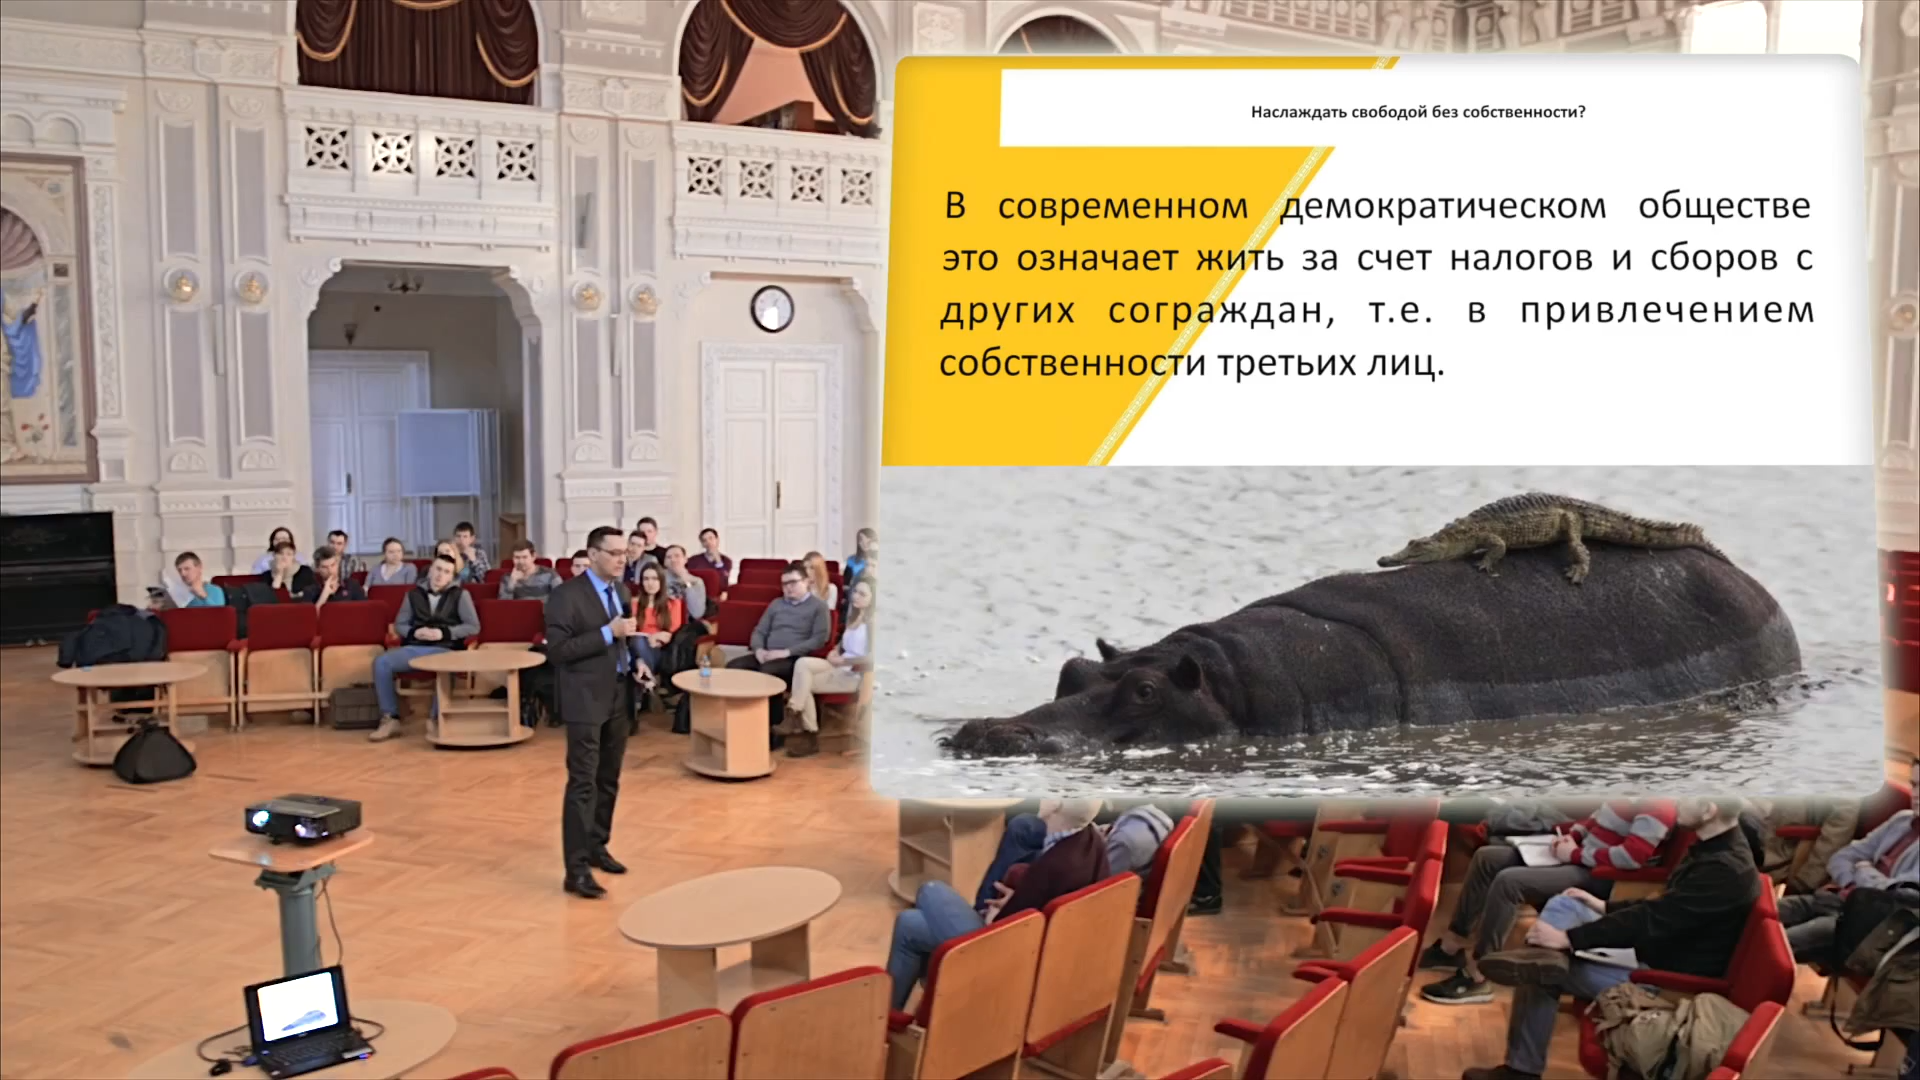 Наслаждать свободой без собственности?
В современном демократическом обществе
это означает жить за счет налогов и сборов с
других сограждан, т.е. в привлечением
собственности третьих лиц.